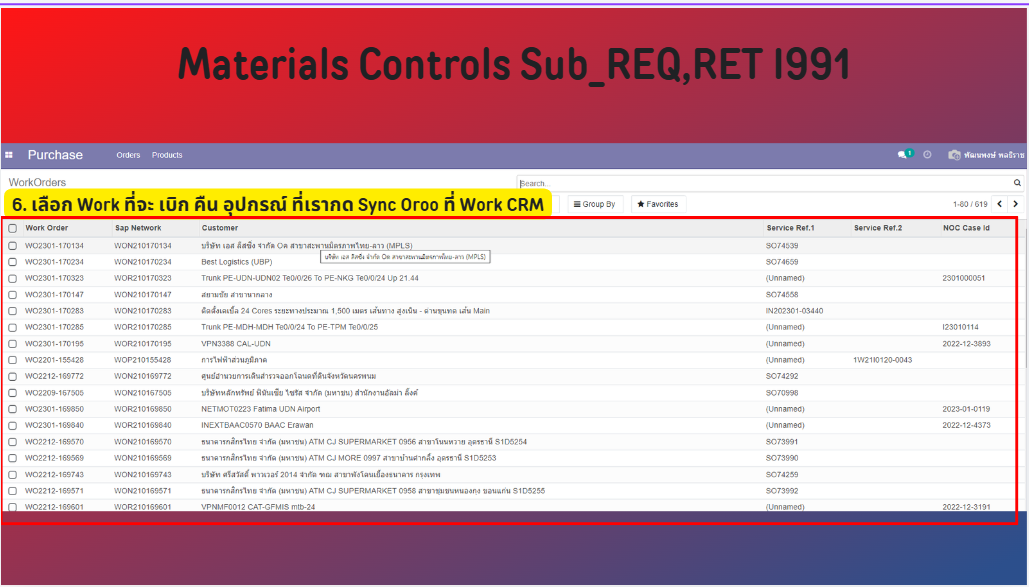 Materials Controls Sub_REQ,RET I991
Purchase Orders Products 1 พัฒนพงษ์ พลธิราช
WorkOrders Search...
6. เลือก Work ที่จะ เบิก คืน อุปกรณ์ ที่เรากด Sync Oroo ที่ Work CRM Group By Favorites 1-80 / 619
Work Order Sap Network Customer Service Ref.1 Service Ref.2 NOC Case Id
WO2301-170134 WON210170134 บริษัท เอส ลิสซิ่ง จำกัด Oค สาขาสะพานมิตรภาพไทย-ลาว (MPLS) SO74539
บริษัท เอส ลิสซิ่ง จำกัด Oค สาขาสะพานมิตรภาพไทย-ลาว (MPLS)
WO2301-170234 WON210170234 Best Logistics (UBP) SO74659
WO2301-170323 WOR210170323 Trunk PE-UDN-UDN02 Te0/0/26 To PE-NKG Te0/0/24 Up 21.44 (Unnamed) 2301000051
WO2301-170147 WON210170147 สยามชัย สาขานากลาง SO74558
WO2301-170283 WON210170283 ติดตั้งเคเบิ้ล 24 Cores ระยะทางประมาณ 1,500 เมตร เส้นทาง สูงเนิน - ด่านขุนทด เส้น Main IN202301-03440
WO2301-170285 WOR210170285 Trunk PE-MDH-MDH Te0/0/24 To PE-TPM Te0/0/25 (Unnamed) I23010114
WO2301-170195 WOR210170195 VPN3388 CAL-UDN (Unnamed) 2022-12-3893
WO2201-155428 WOP210155428 การไฟฟ้าส่วนภูมิภาค (Unnamed) 1W21I0120-0043
WO2212-169772 WON210169772 ศูนย์อำนวยการเดินสำรวจออกโฉนดที่ดินจังหวัดนครพนม SO74292
WO2209-167505 WON210167505 บริษัทหลักทรัพย์ ฟินันเซีย ไซรัส จำกัด (มหาชน) สำนักงานอัลม่า ลิ้งค์ SO70998
WO2301-169850 WOR210169850 NETMOT0223 Fatima UDN Airport (Unnamed) 2023-01-0119
WO2301-169840 WOR210169840 INEXTBAAC0570 BAAC Erawan (Unnamed) 2022-12-4373
WO2212-169570 WON210169570 ธนาคารกสิกรไทย จำกัด (มหาชน) ATM CJ SUPERMARKET 0956 สาขาโนนหวาย อุดรธานี S1D5254 SO73991
WO2212-169569 WON210169569 ธนาคารกสิกรไทย จำกัด (มหาชน) ATM CJ MORE 0997 สาขาบ้านดำกลิ้ง อุดรธานี S1D5253 SO73990
WO2212-169743 WON210169743 บริษัท ศรีสวัสดิ์ พาวเวอร์ 2014 จำกัด ฑณ สาขาพังโคนเยื้องธนาคาร กรุงเทพ SO74259
WO2212-169571 WON210169571 ธนาคารกสิกรไทย จำกัด (มหาชน) ATM CJ SUPERMARKET 0958 สาขาชุมชนหนองกุง ขอนแก่น S1D5255 SO73992
WO2212-169601 WOR210169601 VPNMF0012 CAT-GFMIS mtb-24 (Unnamed) 2022-12-3191